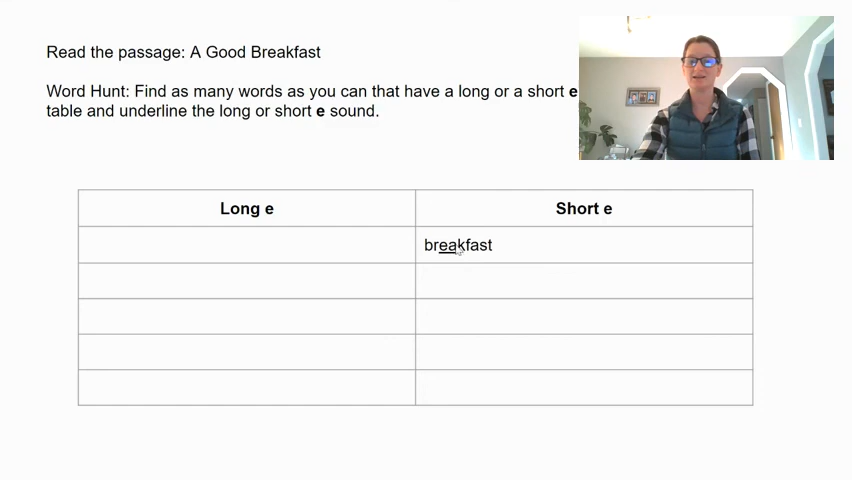 Read the passage: A Good Breakfast
Word Hunt: Find as many words as you can that have a long or a short e
table and underline the long or short e sound.
Long e
Short e
breakfast